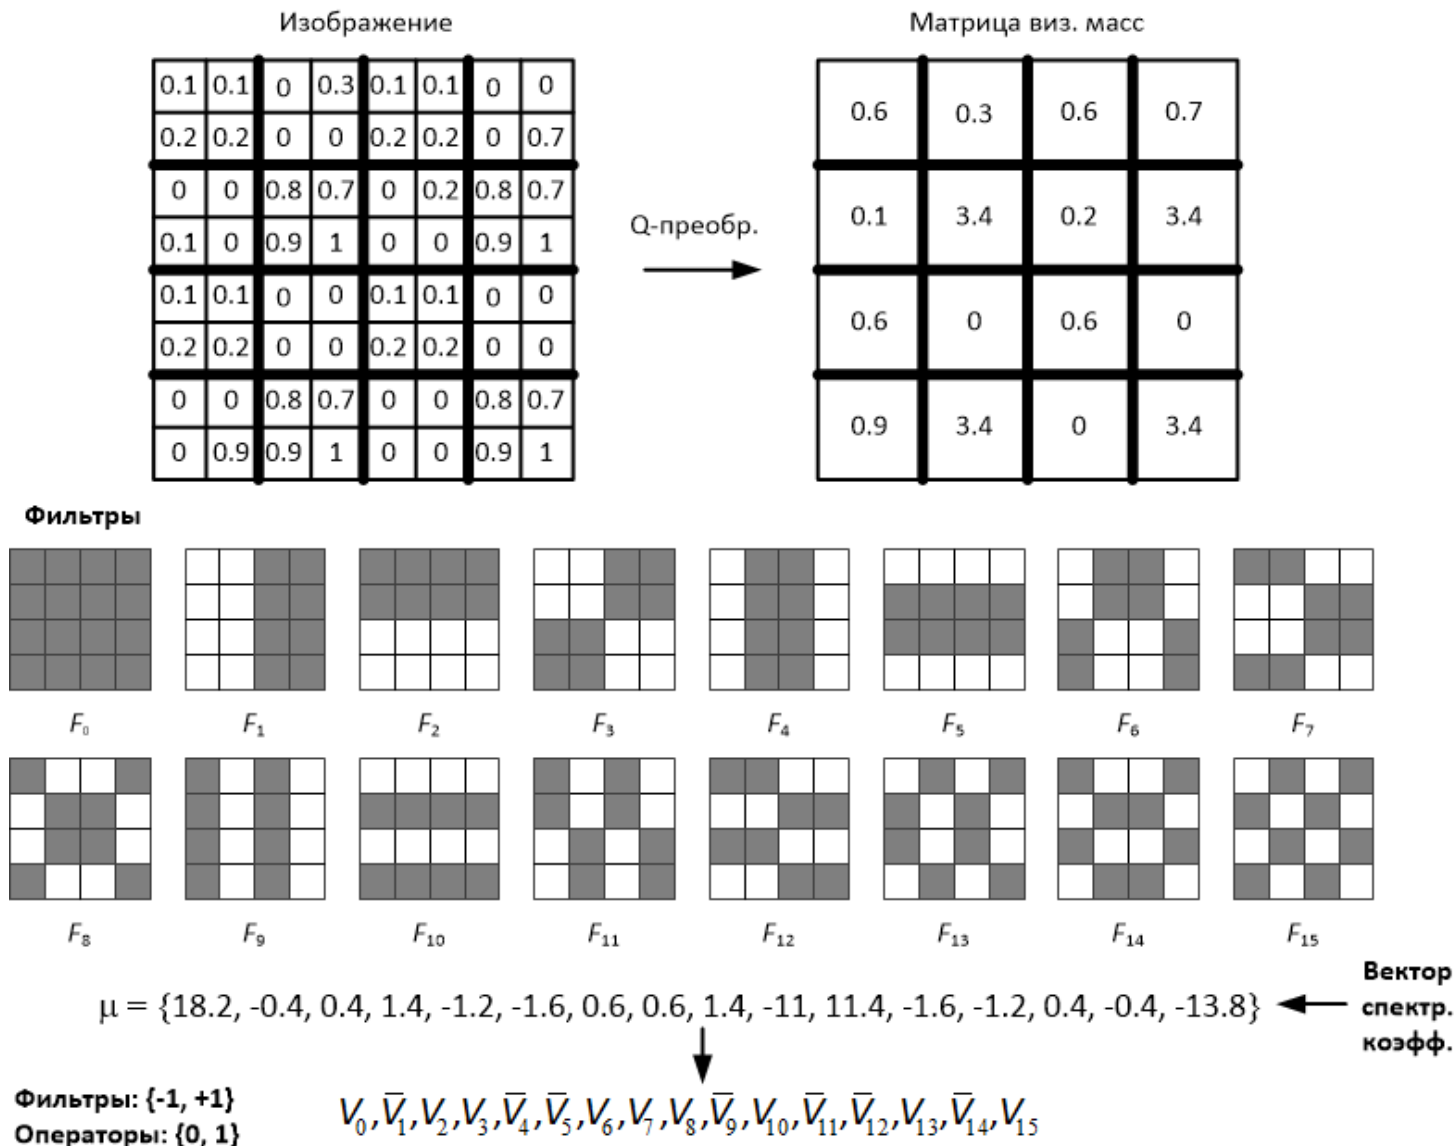 Изображение
Матрица виз. масс
0.1 0.1 0 0.3 0.1 0.1 0 0
0.2 0.2 0 0 0.2 0.2 0 0.7
0 0 0.8 0.7 0 0.2 0.8 0.7
0.1 0 0.9 1 0 0 0.9 1
0.1 0.1 0 0 0.1 0.1 0 0
0.2 0.2 0 0 0.2 0.2 0 0
0 0 0.8 0.7 0 0 0.8 0.7
0 0.9 0.9 1 0 0 0.9 1
Q-преобр.
0.6 0.3 0.6 0.7
0.1 3.4 0.2 3.4
0.6 0 0.6 0
0.9 3.4 0 3.4
Фильтры
F₀ F₁ F₂ F₃ F₄ F₅ F₆ F₇
F₈ F₉ F₁₀ F₁₁ F₁₂ F₁₃ F₁₄ F₁₅
μ = {18.2, -0.4, 0.4, 1.4, -1.2, -1.6, 0.6, 0.6, 1.4, -11, 11.4, -1.6, -1.2, 0.4, -0.4, -13.8}
Вектор
спектр.
коэфф.
Фильтры: {-1, +1}
Операторы: {0, 1}
V₀, V̅₁, V₂, V₃, V̅₄, V̅₅, V₆, V₇, V₈, V̅₉, V₁₀, V̅₁₁, V̅₁₂, V₁₃, V̅₁₄, V₁₅